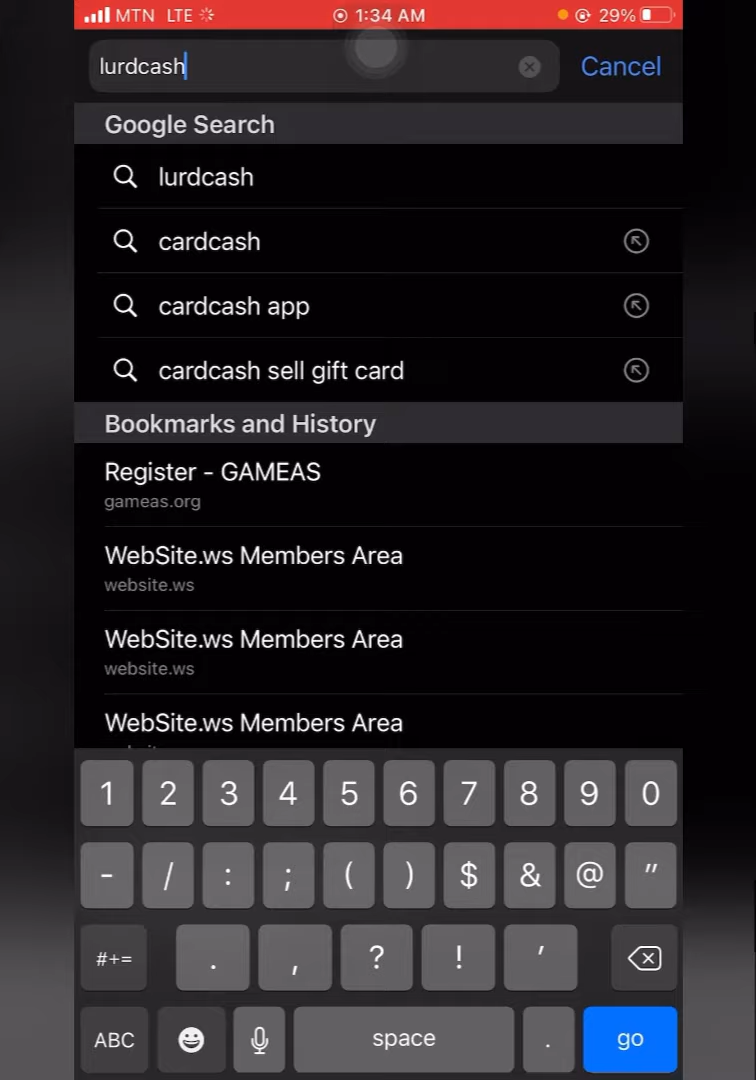 MTN LTE 1:34 AM 29%
lurdcash Cancel
Google Search
lurdcash
cardcash
cardcash app
cardcash sell gift card
Bookmarks and History
Register - GAMEAS
gameas.org
WebSite.ws Members Area
website.ws
WebSite.ws Members Area
website.ws
WebSite.ws Members Area
1 2 3 4 5 6 7 8 9 0
- / : ; ( ) $ & @ "
#+= . , ? ! '
ABC space . go